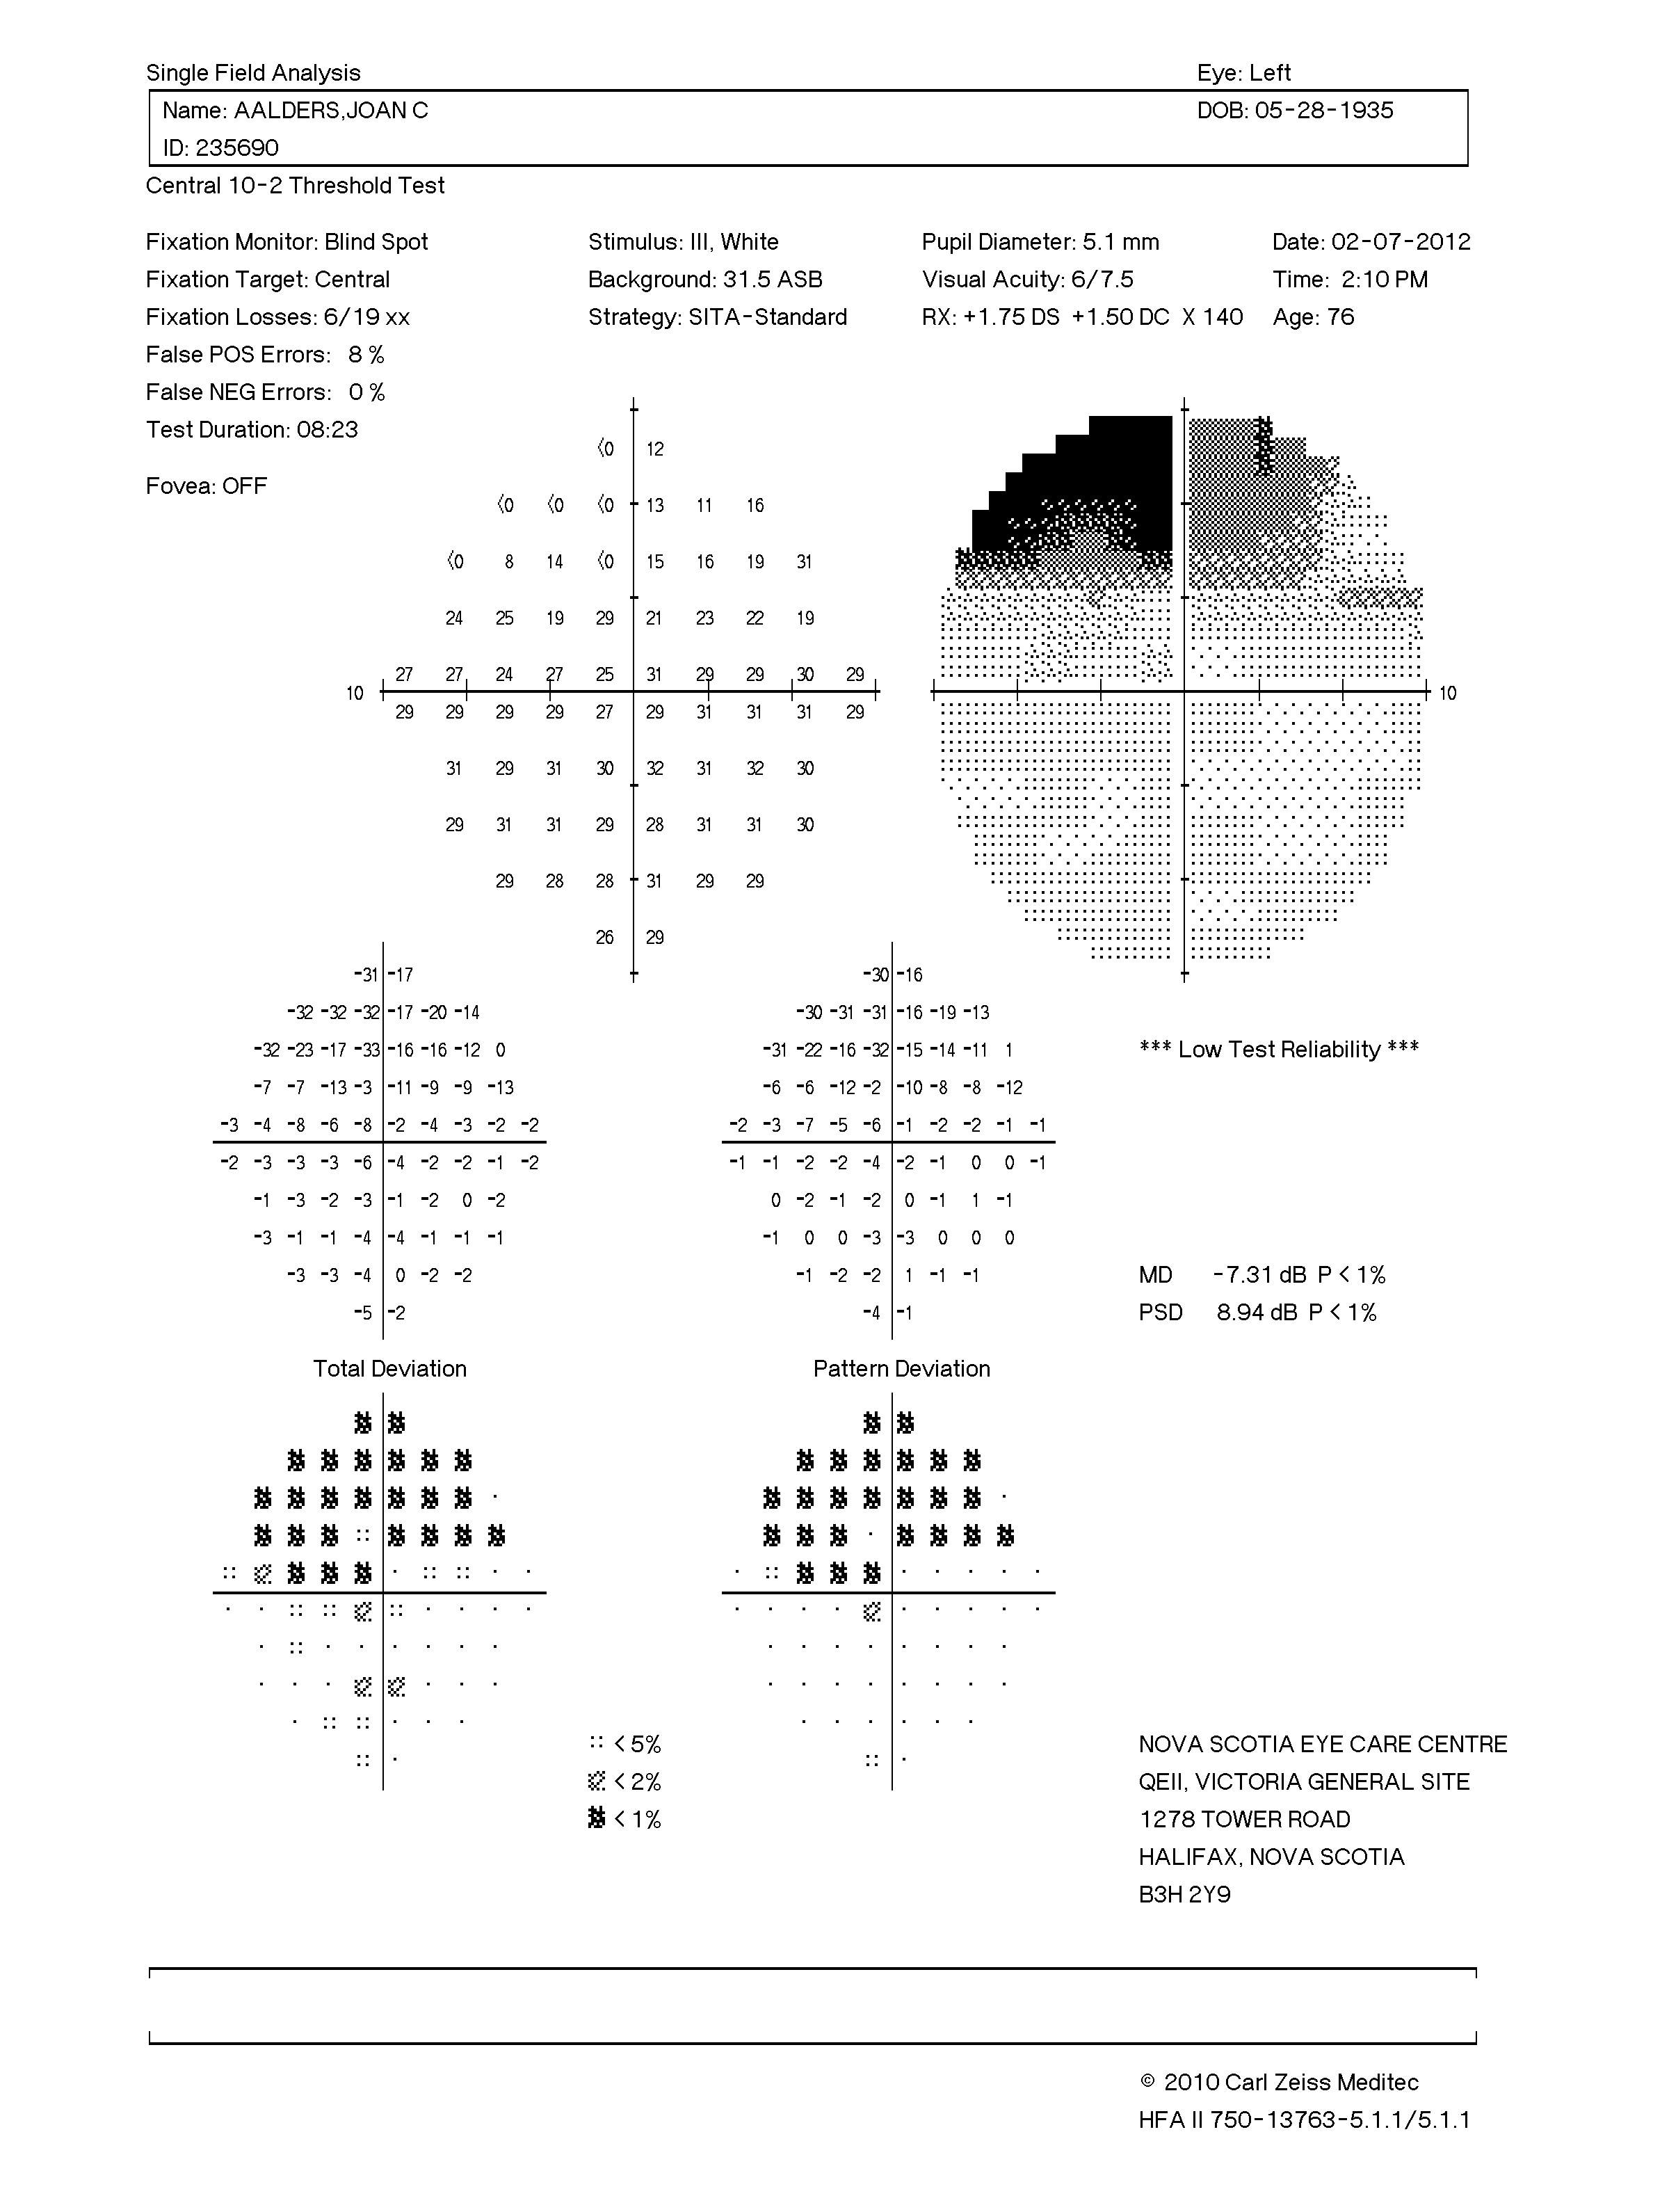 Single Field Analysis Eye: Left
Name: AALDERS,JOAN C DOB: 05-28-1935
ID: 235690
Central 10-2 Threshold Test
Fixation Monitor: Blind Spot Stimulus: III, White Pupil Diameter: 5.1 mm Date: 02-07-2012
Fixation Target: Central Background: 31.5 ASB Visual Acuity: 6/7.5 Time: 2:10 PM
Fixation Losses: 6/19 xx Strategy: SITA-Standard RX: +1.75 DS +1.50 DC X 140 Age: 76
False POS Errors: 8 %
False NEG Errors: 0 %
Test Duration: 08:23
Fovea: OFF
<0 12
<0 <0 <0 13 11 16
<0 8 14 <0 15 16 19 31
24 25 19 29 21 23 22 19
27 27 24 27 25 31 29 29 30 29
10 10
29 29 29 29 27 29 31 31 31 29
31 29 31 30 32 31 32 30
29 31 31 29 28 31 31 30
29 28 28 31 29 29
26 29
-31 -17 -30 -16
-32 -32 -32 -17 -20 -14 -30 -31 -31 -16 -19 -13
-32 -23 -17 -33 -16 -16 -12 0 -31 -22 -16 -32 -15 -14 -11 1 *** Low Test Reliability ***
-7 -7 -13 -3 -11 -9 -9 -13 -6 -6 -12 -2 -10 -8 -8 -12
-3 -4 -8 -6 -8 -2 -4 -3 -2 -2 -2 -3 -7 -5 -6 -1 -2 -2 -1 -1
-2 -3 -3 -3 -6 -4 -2 -2 -1 -2 -1 -1 -2 -2 -4 -2 -1 0 0 -1
-1 -3 -2 -3 -1 -2 0 -2 0 -2 -1 -2 0 -1 1 -1
-3 -1 -1 -4 -4 -1 -1 -1 -1 0 0 -3 -3 0 0 0
-3 -3 -4 0 -2 -2 -1 -2 -2 1 -1 -1 MD -7.31 dB P < 1%
-5 -2 -4 -1 PSD 8.94 dB P < 1%
Total Deviation Pattern Deviation
< 5% NOVA SCOTIA EYE CARE CENTRE
< 2% QEII, VICTORIA GENERAL SITE
< 1% 1278 TOWER ROAD
HALIFAX, NOVA SCOTIA
B3H 2Y9
© 2010 Carl Zeiss Meditec
HFA II 750-13763-5.1.1/5.1.1